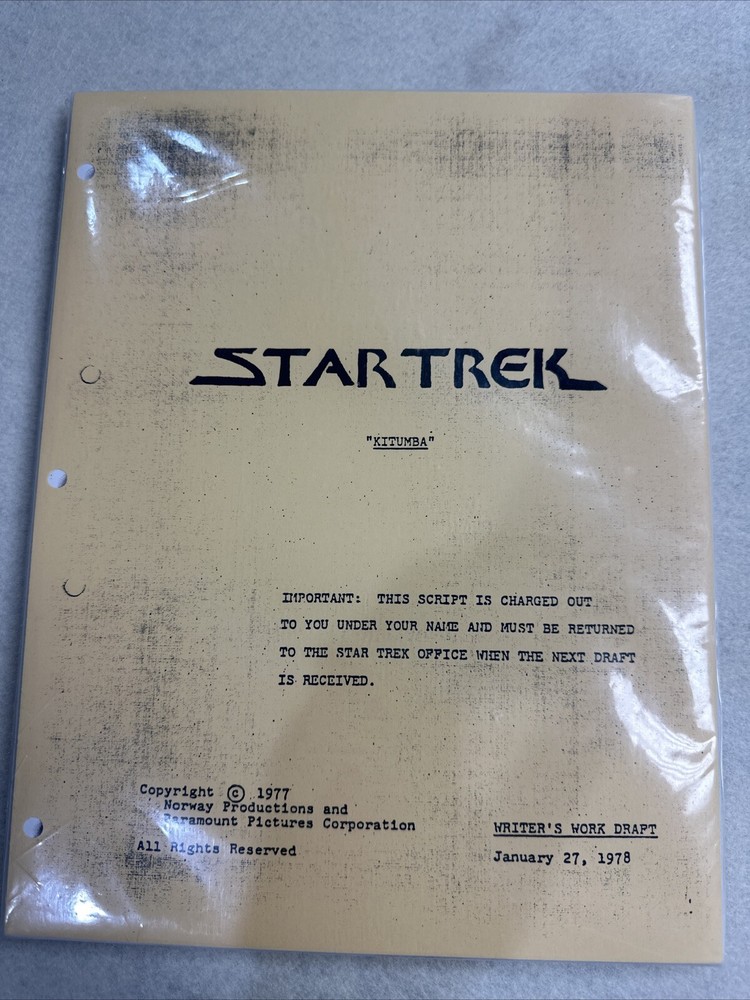 STAR TREK
"KITUMBA"
IMPORTANT: THIS SCRIPT IS CHARGED OUT
TO YOU UNDER YOUR NAME AND MUST BE RETURNED
TO THE STAR TREK OFFICE WHEN THE NEXT DRAFT
IS RECEIVED.
Copyright © 1977
Norway Productions and
Paramount Pictures Corporation
All Rights Reserved
WRITER'S WORK DRAFT
January 27, 1978